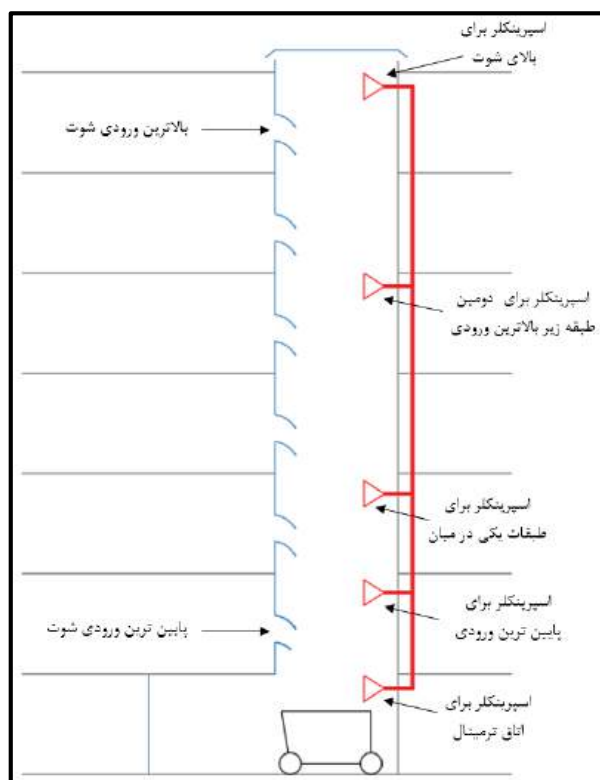 اسپرینکلر برای
بالای شوت
بالاترین ورودی شوت
اسپرینکلر برای دومین
طبقه زیر بالاترین ورودی
اسپرینکلر برای
طبقات یکی در میان
اسپرینکلر برای
پایین ترین ورودی
پایین ترین ورودی شوت
اسپرینکلر برای
اتاق ترمینال